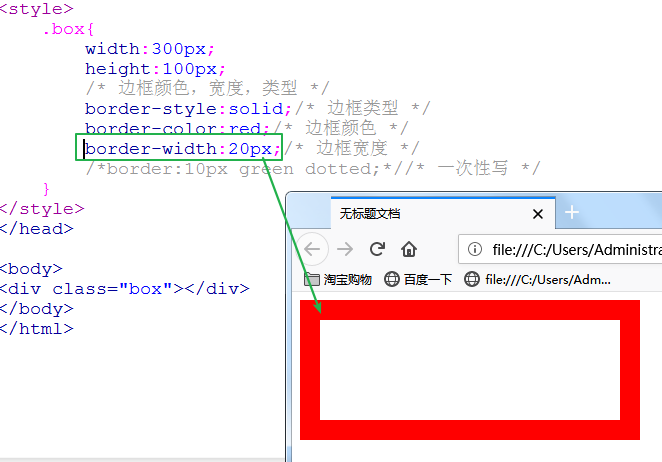 <style>
.box{
width:300px;
height:100px;
/* 边框颜色，宽度，类型 */
border-style:solid;/* 边框类型 */
border-color:red;/* 边框颜色 */
border-width:20px;/* 边框宽度 */
/*border:10px green dotted;*//* 一次性写 */
}
</style>
</head>
<body>
<div class="box"></div>
</body>
</html>
无标题文档
file:///C:/Users/Administra
淘宝购物 百度一下 file:///C:/Users/Adm...